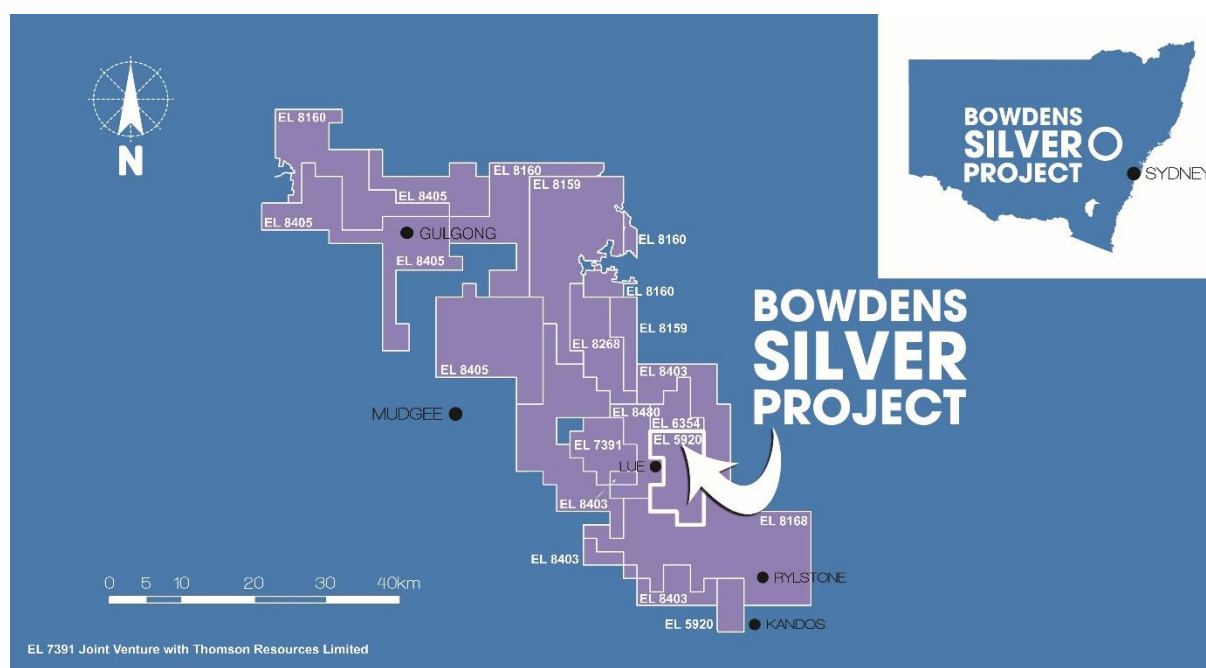 BOWDENS
SILVER
PROJECT
SYDNEY
N
EL 8160
EL 8160
EL 8159
EL 8405
EL 8405
GULGONG
EL 8160
EL 8405
EL 8160
EL 8159
EL 8268
EL 8405
EL 8403
BOWDENS
SILVER
PROJECT
MUDGEE
EL 8480
EL 6354
EL 7391
EL 5920
LUE
EL 8403
EL 8168
EL 8403
RYLSTONE
EL 8403
EL 5920
KANDOS
0 5 10 20 30 40km
EL 7391 Joint Venture with Thomson Resources Limited